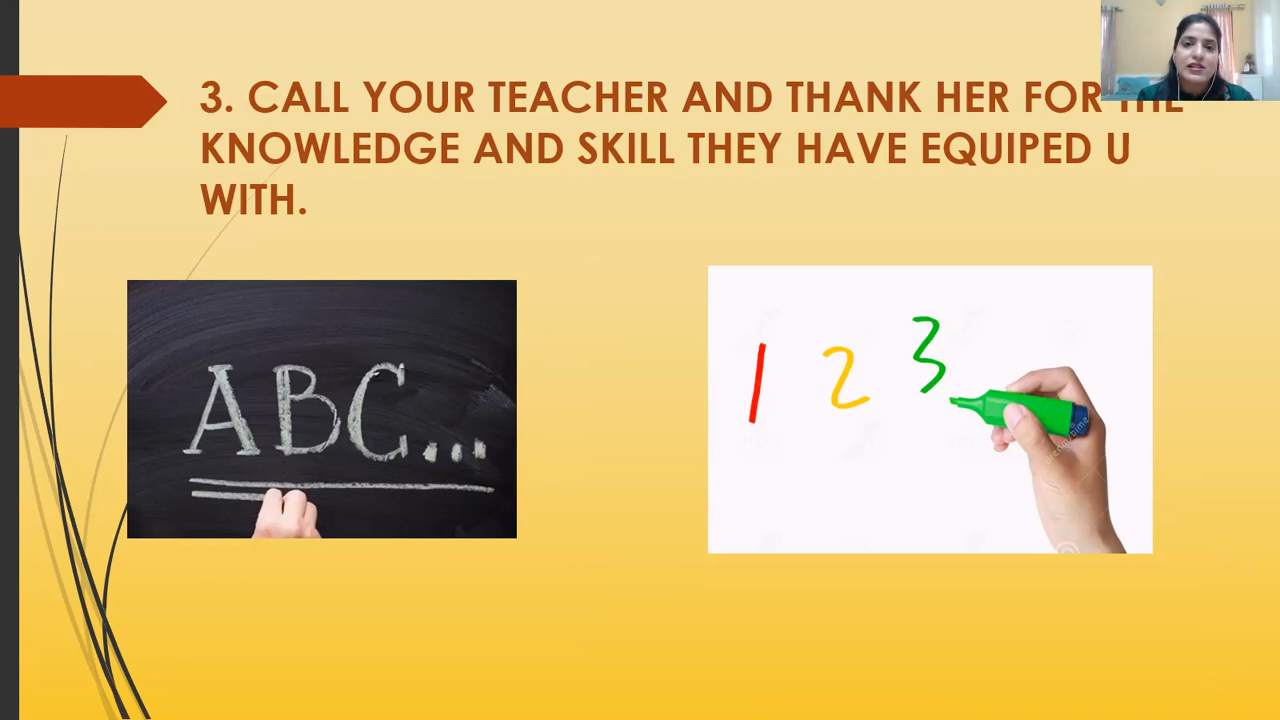 3. CALL YOUR TEACHER AND THANK HER FOR THE
KNOWLEDGE AND SKILL THEY HAVE EQUIPED U
WITH.
ABC...
1 2 3